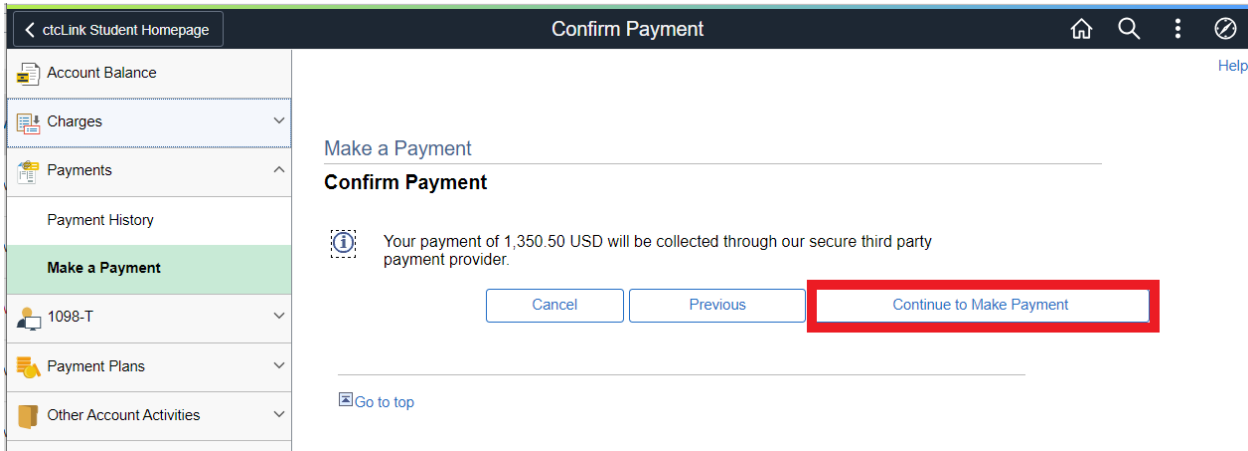 ctcLink Student Homepage
Confirm Payment
Help
Account Balance
Charges
Payments
Payment History
Make a Payment
1098-T
Payment Plans
Other Account Activities
Make a Payment
Confirm Payment
Your payment of 1,350.50 USD will be collected through our secure third party
payment provider.
Cancel
Previous
Continue to Make Payment
Go to top